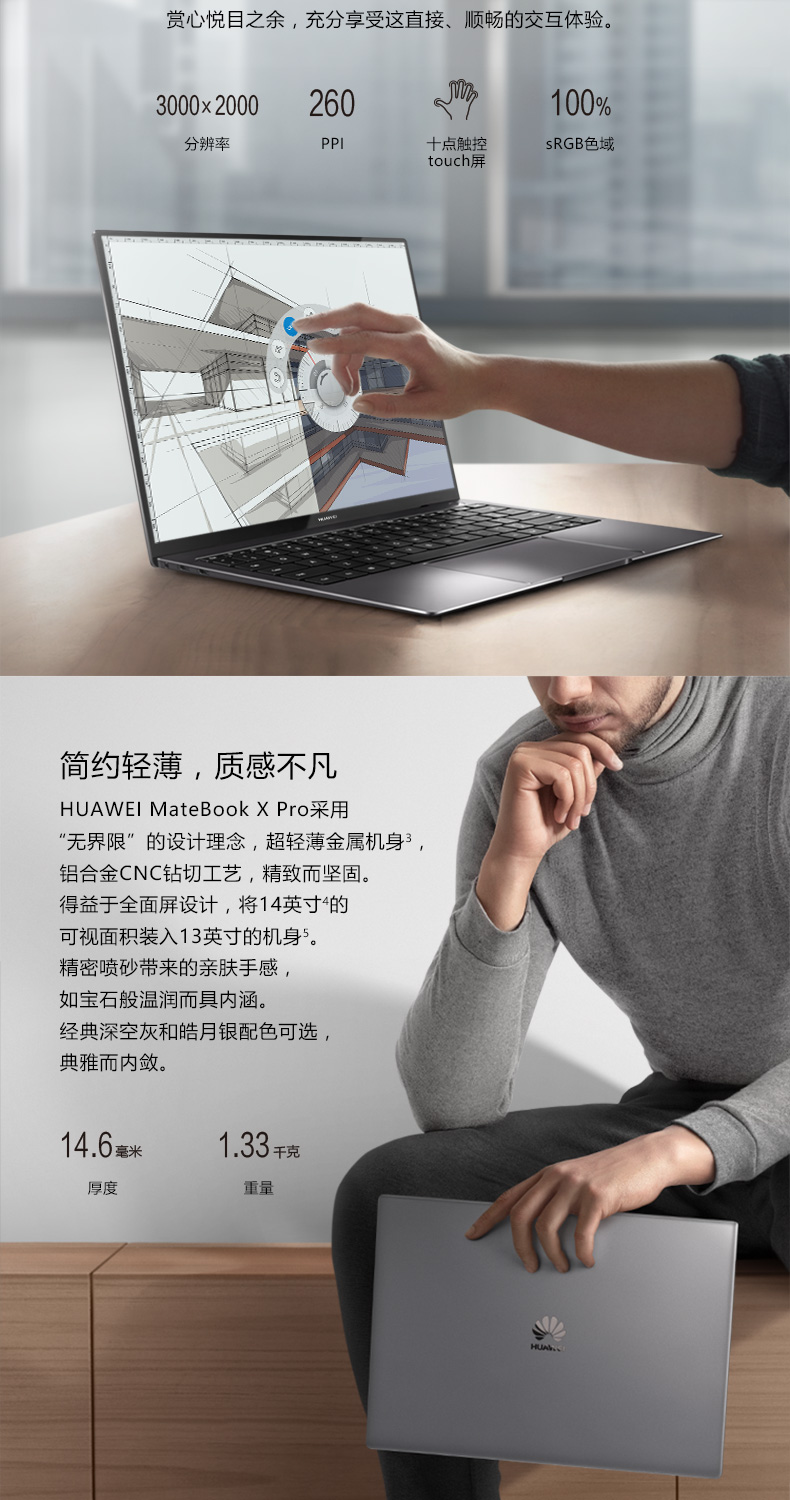 赏心悦目之余，充分享受这直接、顺畅的交互体验。
3000×2000 260 100%
分辨率 PPI 十点触控 sRGB色域
touch屏
HUAWEI
简约轻薄，质感不凡
HUAWEI MateBook X Pro采用
“无界限”的设计理念，超轻薄金属机身³，
铝合金CNC钻切工艺，精致而坚固。
得益于全面屏设计，将14英寸⁴的
可视面积装入13英寸的机身⁵。
精密喷砂带来的亲肤手感，
如宝石般温润而具内涵。
经典深空灰和皓月银配色可选，
典雅而内敛。
14.6毫米 1.33千克
厚度 重量
HUAWEI